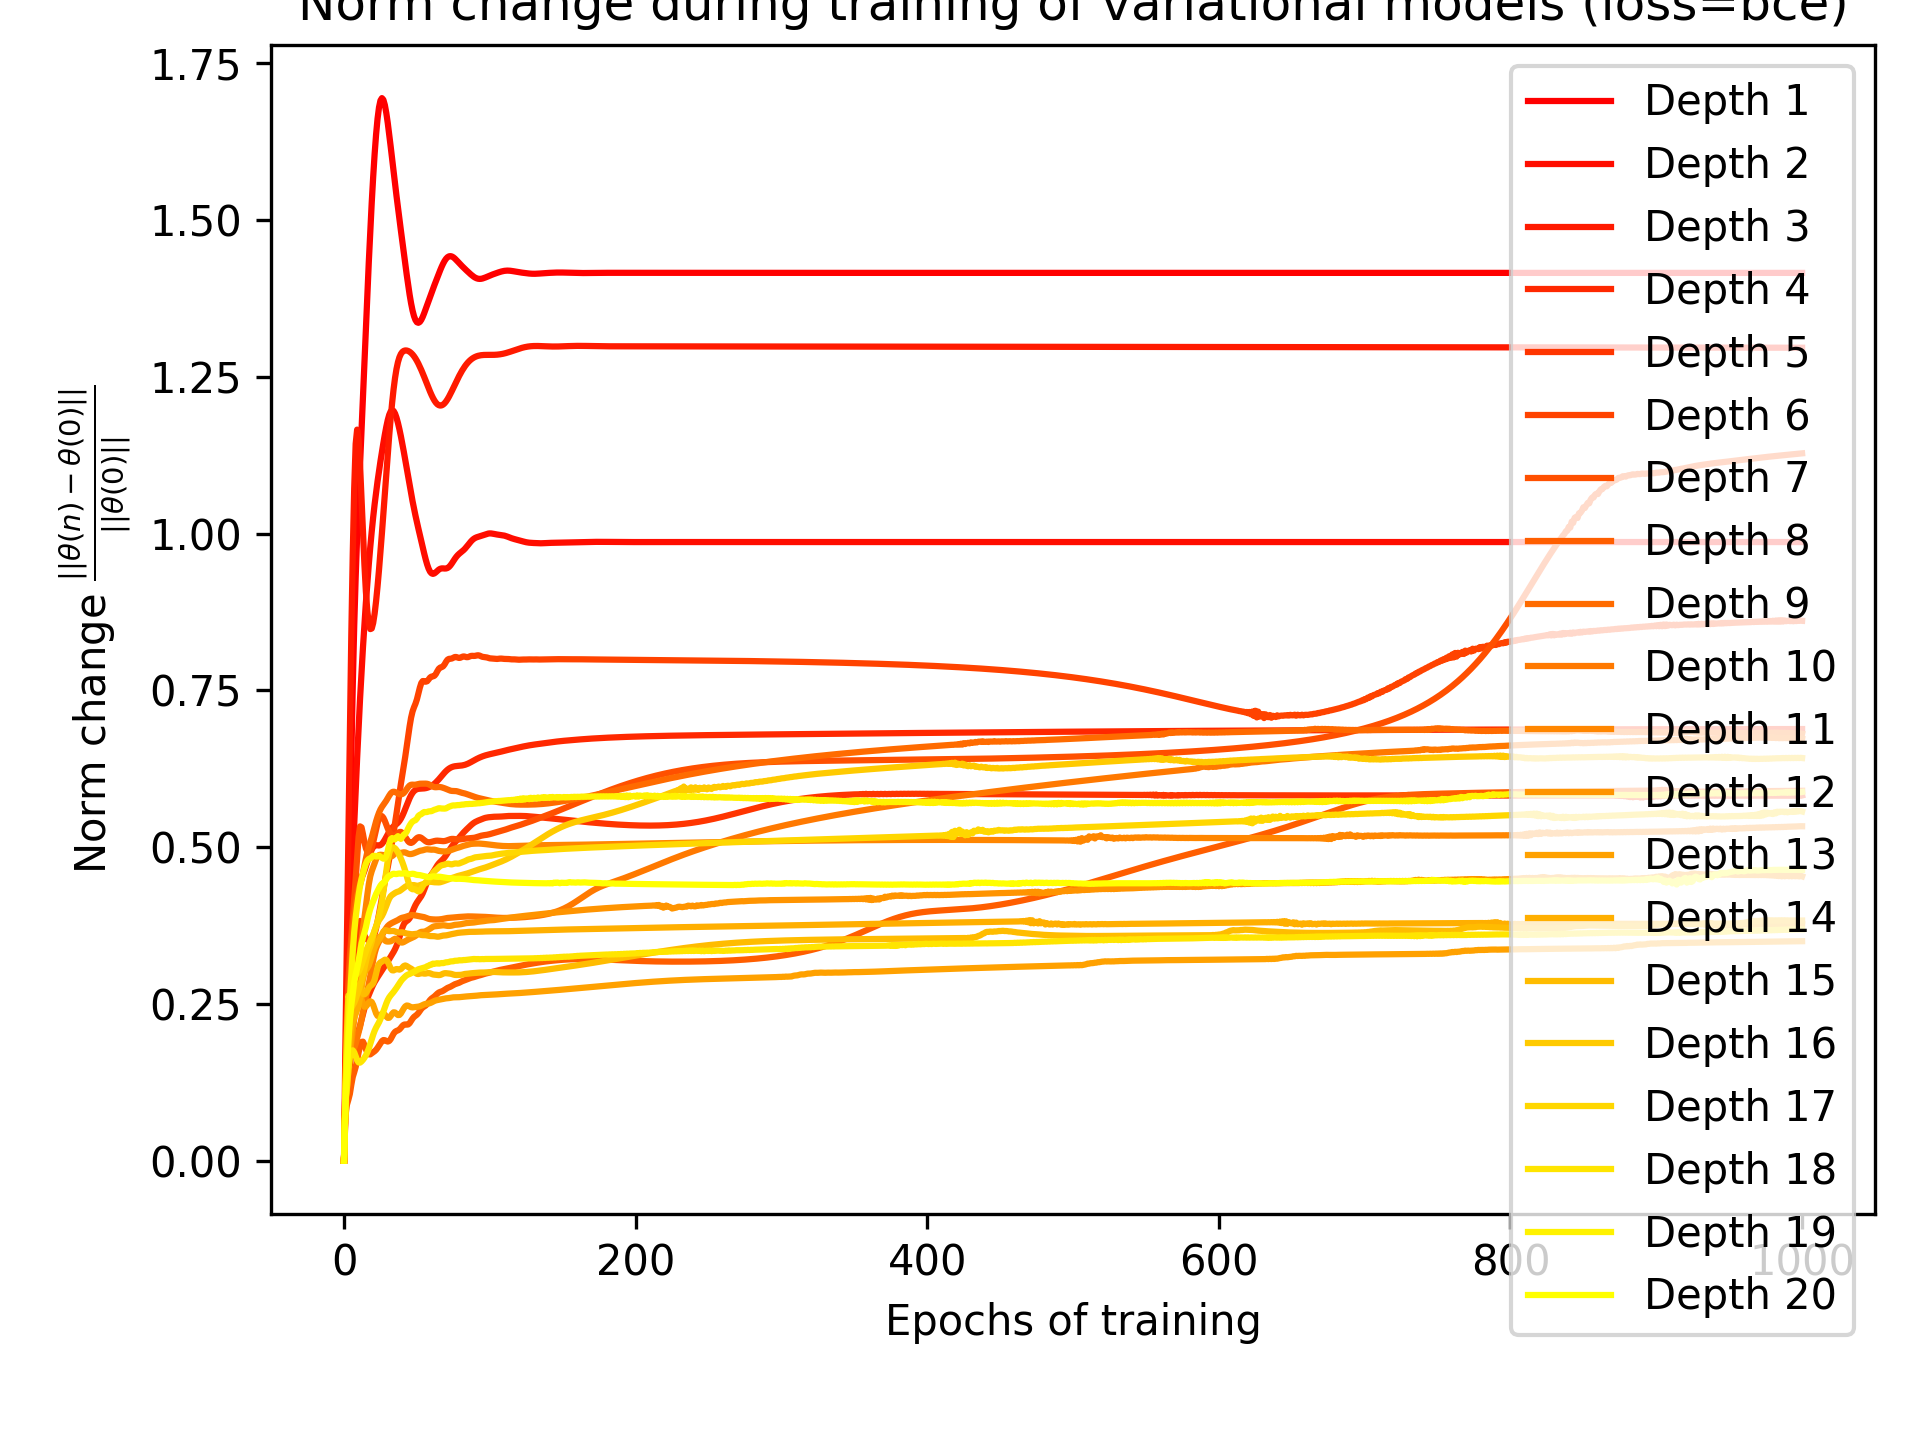 Norm change during training of variational models (loss=bce)
1.75
1.50
1.25
1.00
0.75
0.50
0.25
0.00
Norm change ||θ(n) − θ(0)|| / ||θ(0)||
0 200 400 600 800 1000
Epochs of training
Depth 1
Depth 2
Depth 3
Depth 4
Depth 5
Depth 6
Depth 7
Depth 8
Depth 9
Depth 10
Depth 11
Depth 12
Depth 13
Depth 14
Depth 15
Depth 16
Depth 17
Depth 18
Depth 19
Depth 20